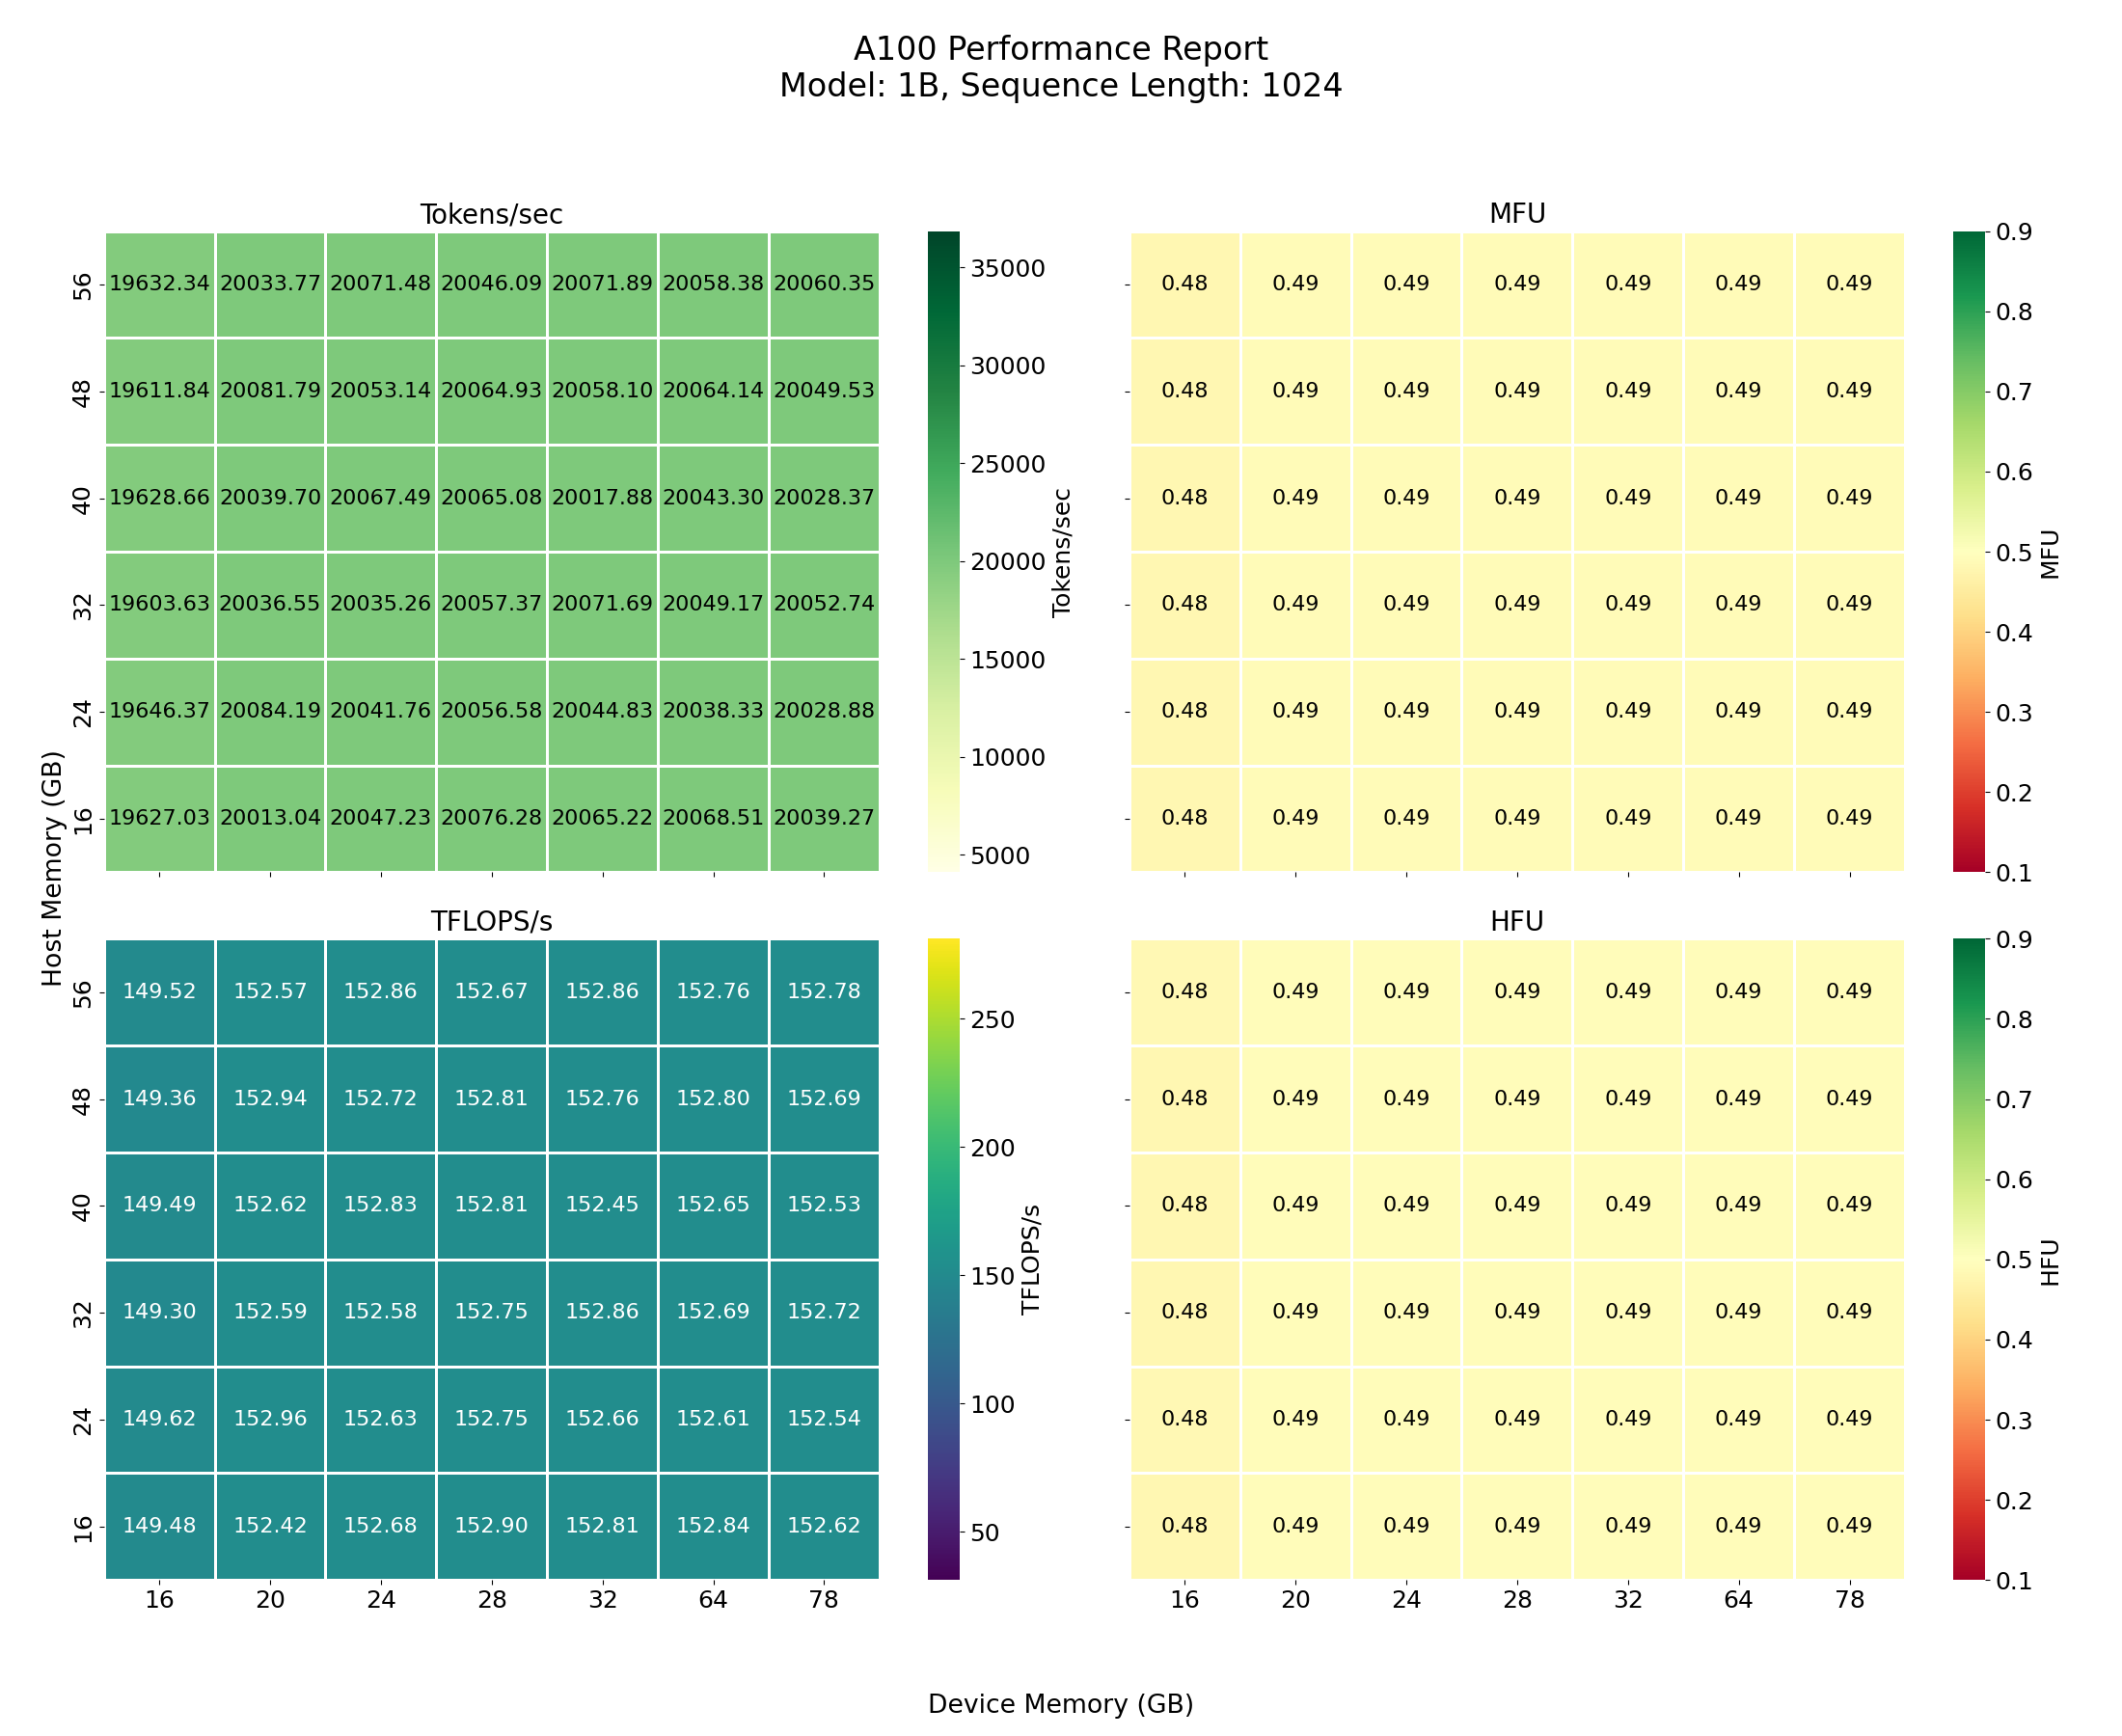 A100 Performance Report
Model: 1B, Sequence Length: 1024
Tokens/sec
56 19632.34 20033.77 20071.48 20046.09 20071.89 20058.38 20060.35
48 19611.84 20081.79 20053.14 20064.93 20058.10 20064.14 20049.53
40 19628.66 20039.70 20067.49 20065.08 20017.88 20043.30 20028.37
32 19603.63 20036.55 20035.26 20057.37 20071.69 20049.17 20052.74
24 19646.37 20084.19 20041.76 20056.58 20044.83 20038.33 20028.88
16 19627.03 20013.04 20047.23 20076.28 20065.22 20068.51 20039.27
35000
30000
25000
20000
15000
10000
5000
Tokens/sec
MFU
0.48 0.49 0.49 0.49 0.49 0.49 0.49
0.48 0.49 0.49 0.49 0.49 0.49 0.49
0.48 0.49 0.49 0.49 0.49 0.49 0.49
0.48 0.49 0.49 0.49 0.49 0.49 0.49
0.48 0.49 0.49 0.49 0.49 0.49 0.49
0.48 0.49 0.49 0.49 0.49 0.49 0.49
0.9
0.8
0.7
0.6
0.5
0.4
0.3
0.2
0.1
MFU
Host Memory (GB)
TFLOPS/s
56 149.52 152.57 152.86 152.67 152.86 152.76 152.78
48 149.36 152.94 152.72 152.81 152.76 152.80 152.69
40 149.49 152.62 152.83 152.81 152.45 152.65 152.53
32 149.30 152.59 152.58 152.75 152.86 152.69 152.72
24 149.62 152.96 152.63 152.75 152.66 152.61 152.54
16 149.48 152.42 152.68 152.90 152.81 152.84 152.62
16 20 24 28 32 64 78
250
200
150
100
50
TFLOPS/s
HFU
0.48 0.49 0.49 0.49 0.49 0.49 0.49
0.48 0.49 0.49 0.49 0.49 0.49 0.49
0.48 0.49 0.49 0.49 0.49 0.49 0.49
0.48 0.49 0.49 0.49 0.49 0.49 0.49
0.48 0.49 0.49 0.49 0.49 0.49 0.49
0.48 0.49 0.49 0.49 0.49 0.49 0.49
16 20 24 28 32 64 78
0.9
0.8
0.7
0.6
0.5
0.4
0.3
0.2
0.1
HFU
Device Memory (GB)